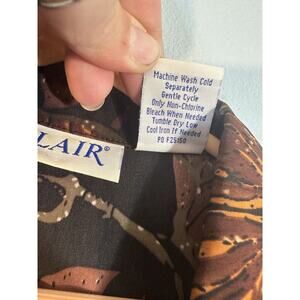 Machine Wash Cold
Separately
Gentle Cycle
Only Non-Chlorine
Bleach When Needed
Tumble Dry Low
Cool Iron If Needed
PO F25150
LAIR®